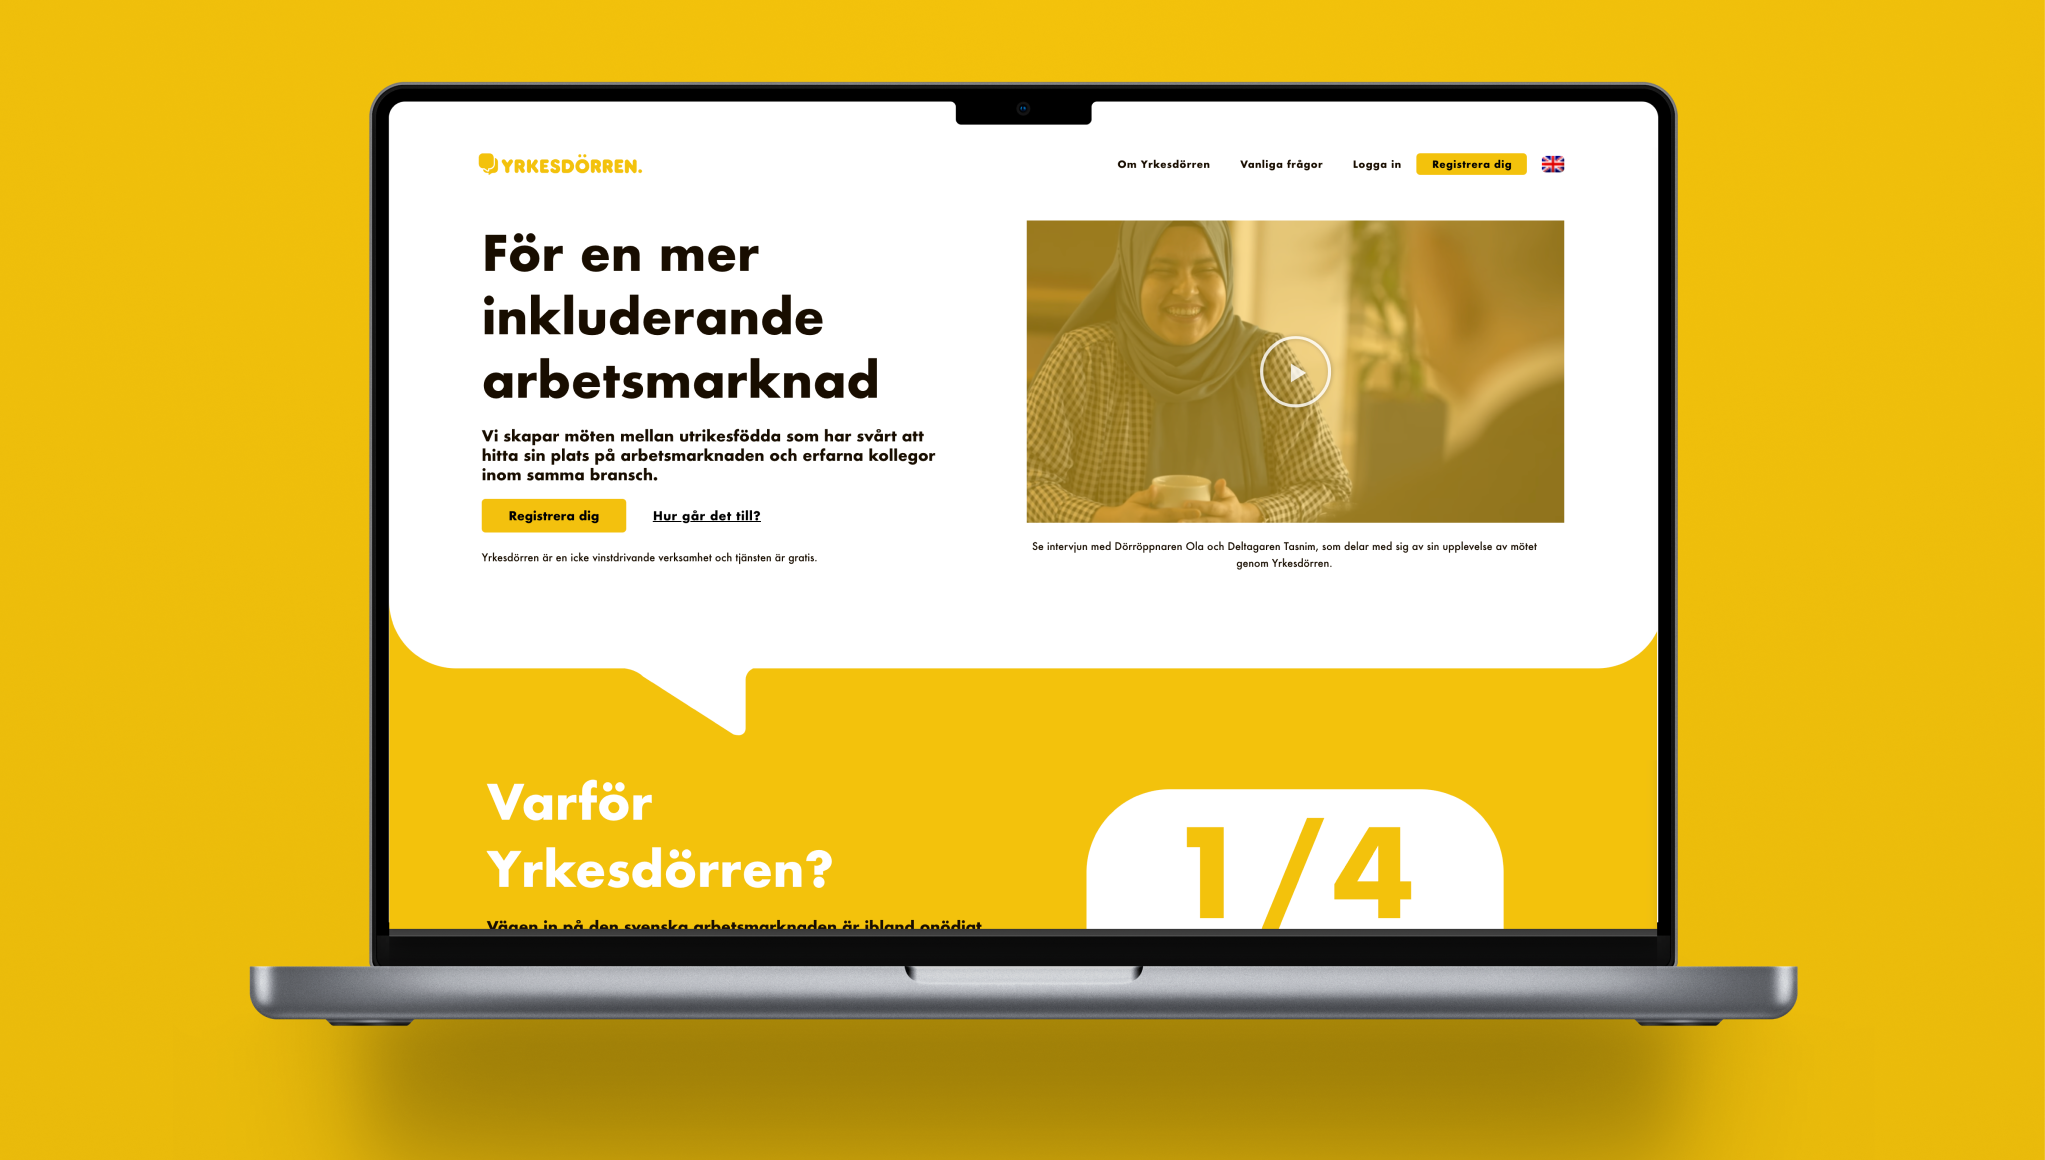 YRKESDÖRREN.
Om Yrkesdörren
Vanliga frågor
Logga in
Registrera dig
För en mer
inkluderande
arbetsmarknad
Vi skapar möten mellan utrikesfödda som har svårt att
hitta sin plats på arbetsmarknaden och erfarna kollegor
inom samma bransch.
Registrera dig
Hur går det till?
Yrkesdörren är en icke vinstdrivande verksamhet och tjänsten är gratis.
Se intervjun med Dörröppnaren Ola och Deltagaren Tasnim, som delar med sig av sin upplevelse av mötet
genom Yrkesdörren.
Varför
Yrkesdörren?
Vägen in på den svenska arbetsmarknaden är ibland onödigt
1/4